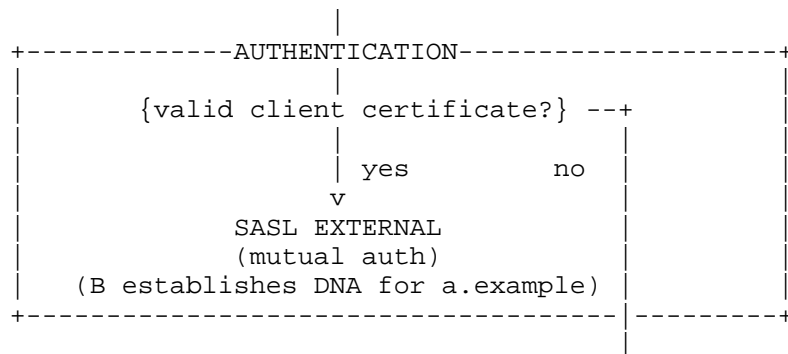 AUTHENTICATION
{valid client certificate?}
yes no
v
SASL EXTERNAL
(mutual auth)
(B establishes DNA for a.example)